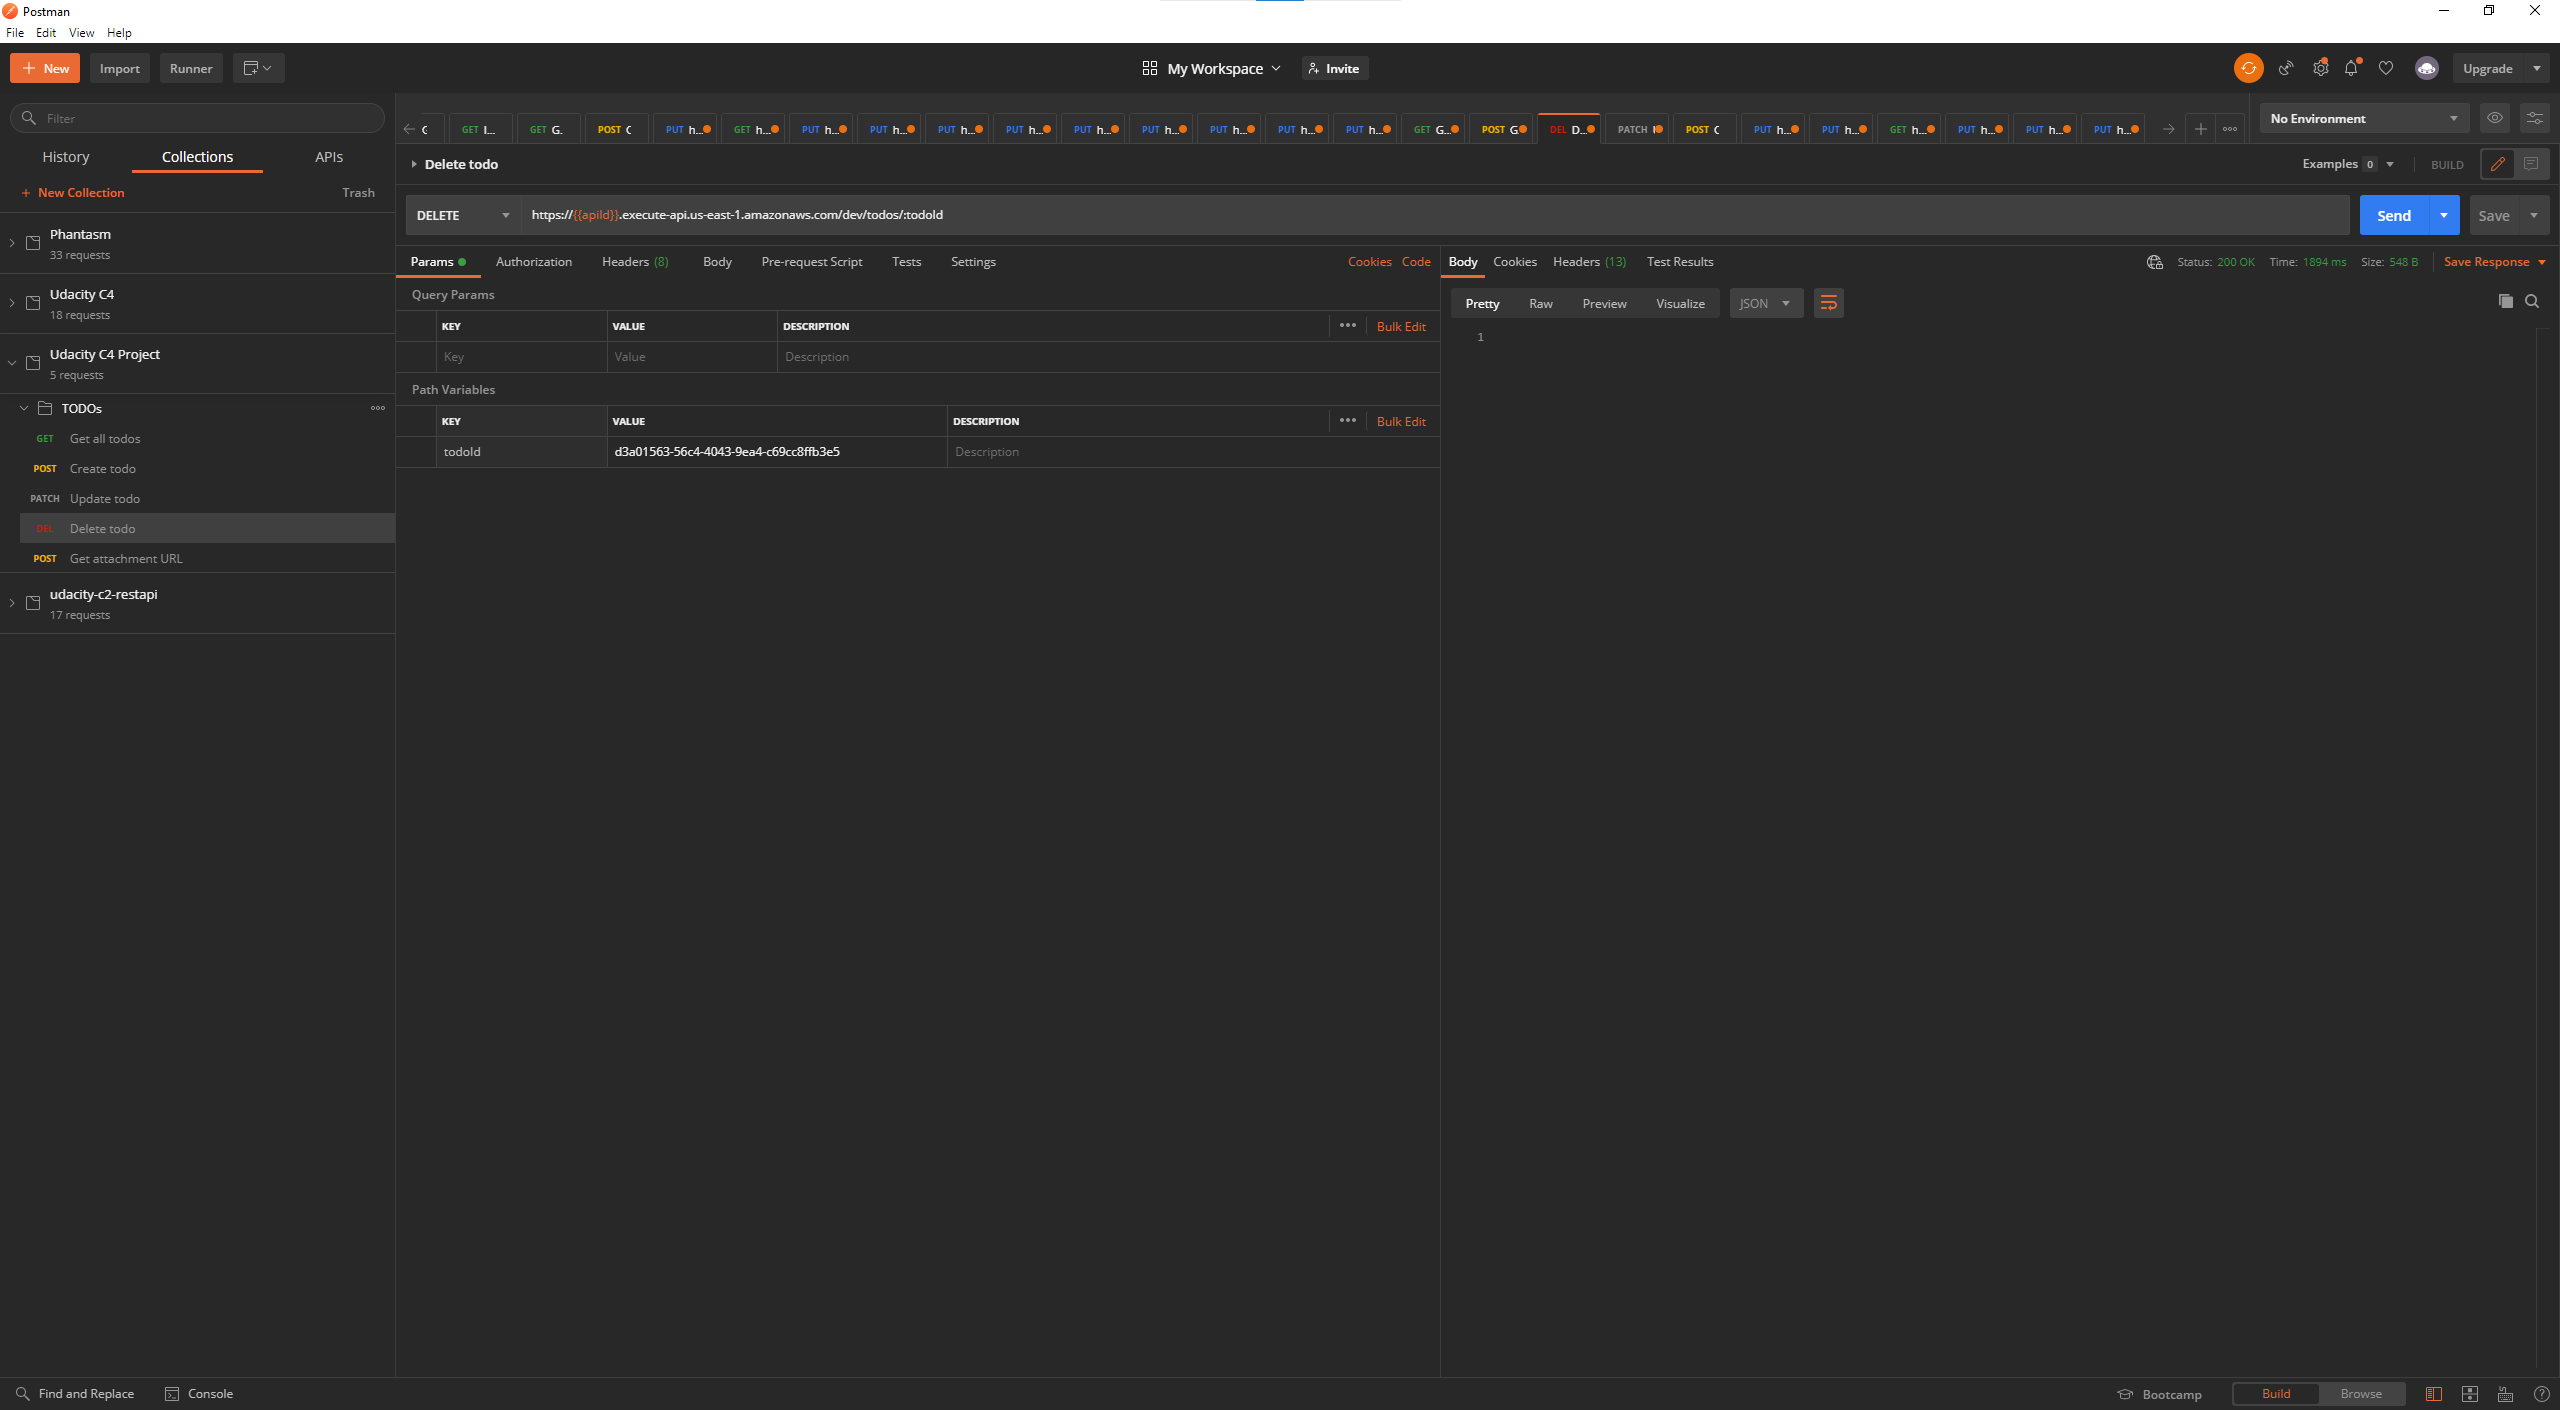 Postman
File Edit View Help
New Import Runner My Workspace Invite Upgrade
Filter
History Collections APIs
New Collection Trash
Phantasm
33 requests
Udacity C4
18 requests
Udacity C4 Project
5 requests
TODOs
GET Get all todos
POST Create todo
PATCH Update todo
DEL Delete todo
POST Get attachment URL
udacity-c2-restapi
17 requests
GET I... GET G. POST PUT h... GET h... PUT h... PUT h... PUT h... PUT h... PUT h... PUT h... PUT h... PUT h... PUT h... GET G... POST G DEL D... PATCH POST PUT h... PUT h... GET h... PUT h... PUT h... PUT h...
No Environment
Delete todo Examples 0 BUILD
DELETE https://{{apiId}}.execute-api.us-east-1.amazonaws.com/dev/todos/:todoId Send Save
Params Authorization Headers (8) Body Pre-request Script Tests Settings Cookies Code
Query Params
KEY VALUE DESCRIPTION Bulk Edit
Key Value Description
Path Variables
KEY VALUE DESCRIPTION Bulk Edit
todoId d3a01563-56c4-4043-9ea4-c69cc8ffb3e5 Description
Body Cookies Headers (13) Test Results Status: 200 OK Time: 1894 ms Size: 548 B Save Response
Pretty Raw Preview Visualize JSON
1
Find and Replace Console Bootcamp Build Browse